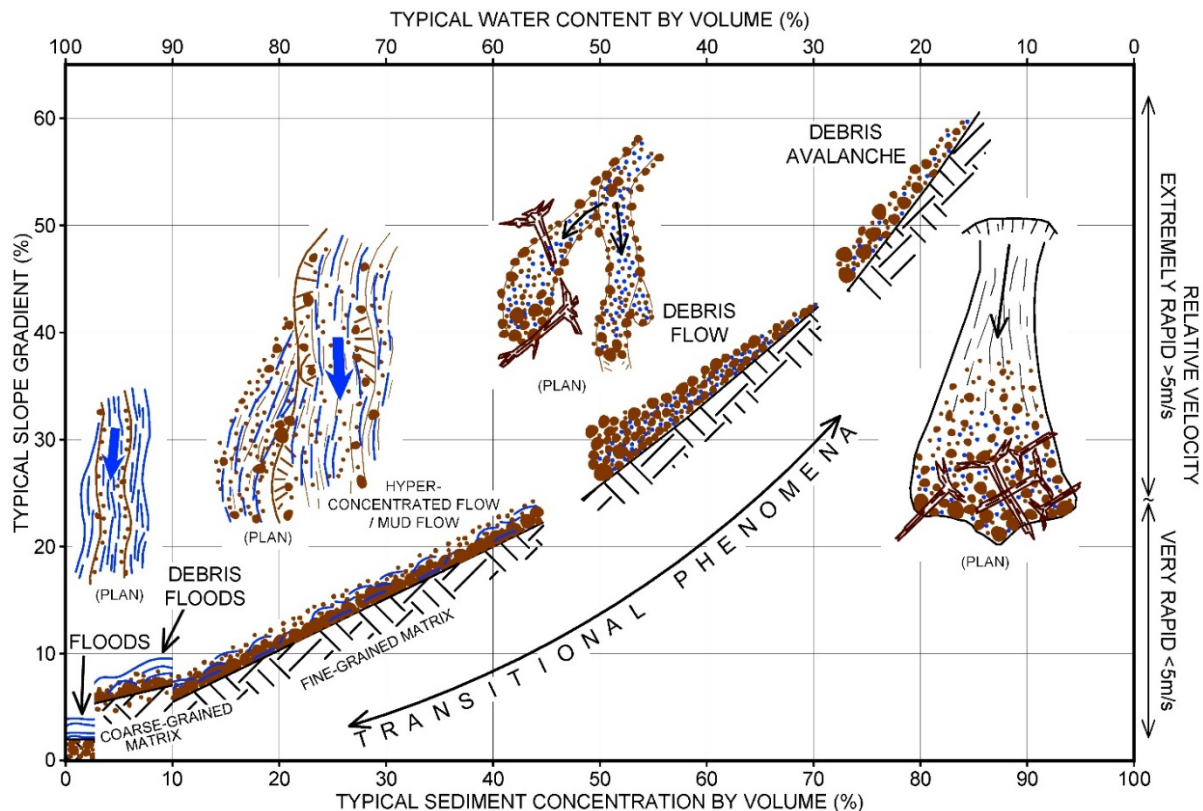 TYPICAL WATER CONTENT BY VOLUME (%)
100 90 80 70 60 50 40 30 20 10 0
TYPICAL SLOPE GRADIENT (%)
60
50
40
30
20
10
0
DEBRIS
AVALANCHE
DEBRIS
FLOW
(PLAN)
HYPER-
CONCENTRATED FLOW
/ MUD FLOW
(PLAN)
(PLAN)
(PLAN)
DEBRIS
FLOODS
FLOODS
COARSE-GRAINED
MATRIX
FINE-GRAINED MATRIX
TRANSITIONAL PHENOMENA
EXTREMELY RAPID >5m/s
VERY RAPID <5m/s
RELATIVE VELOCITY
0 10 20 30 40 50 60 70 80 90 100
TYPICAL SEDIMENT CONCENTRATION BY VOLUME (%)